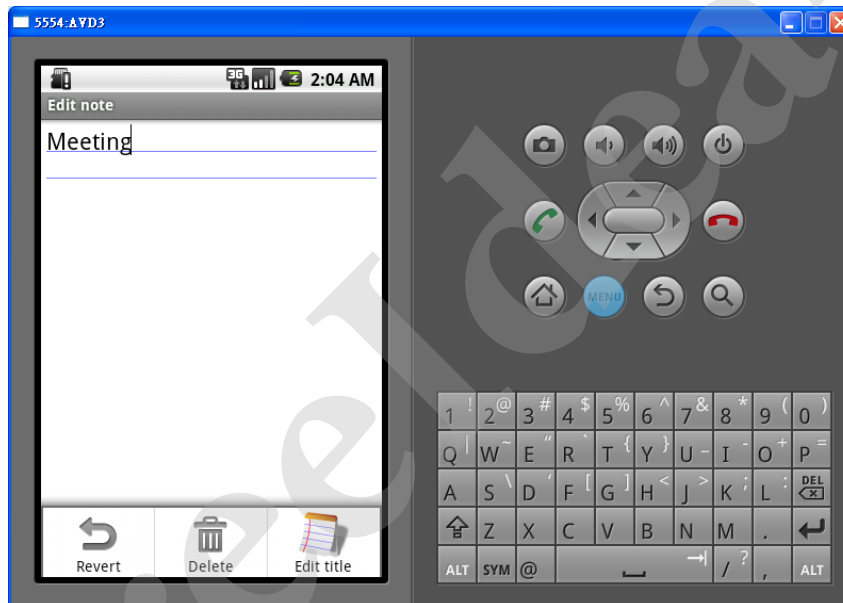 5554:AVD3
3G 2:04 AM
Edit note
Meeting
Revert Delete Edit title
MENU
1 ! 2 @ 3 # 4 $ 5 % 6 ^ 7 & 8 * 9 ( 0 )
Q | W ~ E " R ` T { Y } U _ I - O + P =
A S \ D ' F [ G ] H < J > K ; L : DEL
Z X C V B N M .
ALT SYM @ / ? , ALT